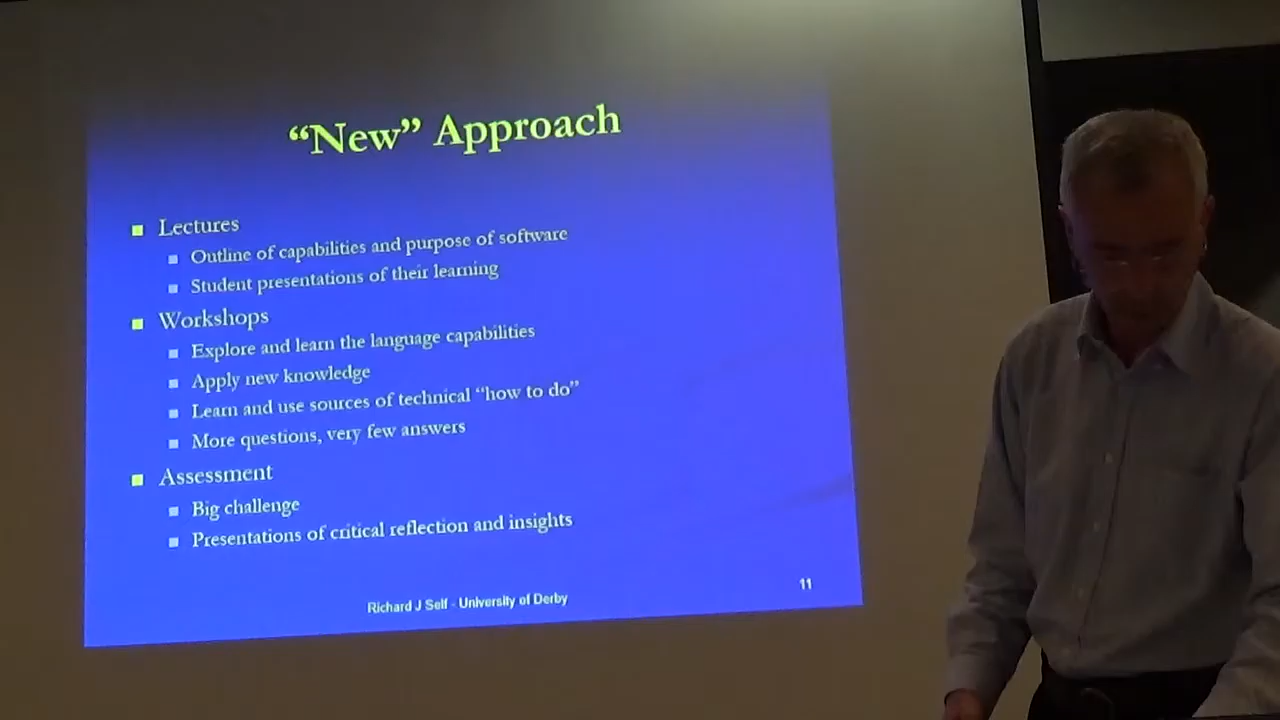 “New” Approach
Lectures
Outline of capabilities and purpose of software
Student presentations of their learning
Workshops
Explore and learn the language capabilities
Apply new knowledge
Learn and use sources of technical “how to do”
More questions, very few answers
Assessment
Big challenge
Presentations of critical reflection and insights
Richard J Self - University of Derby
11